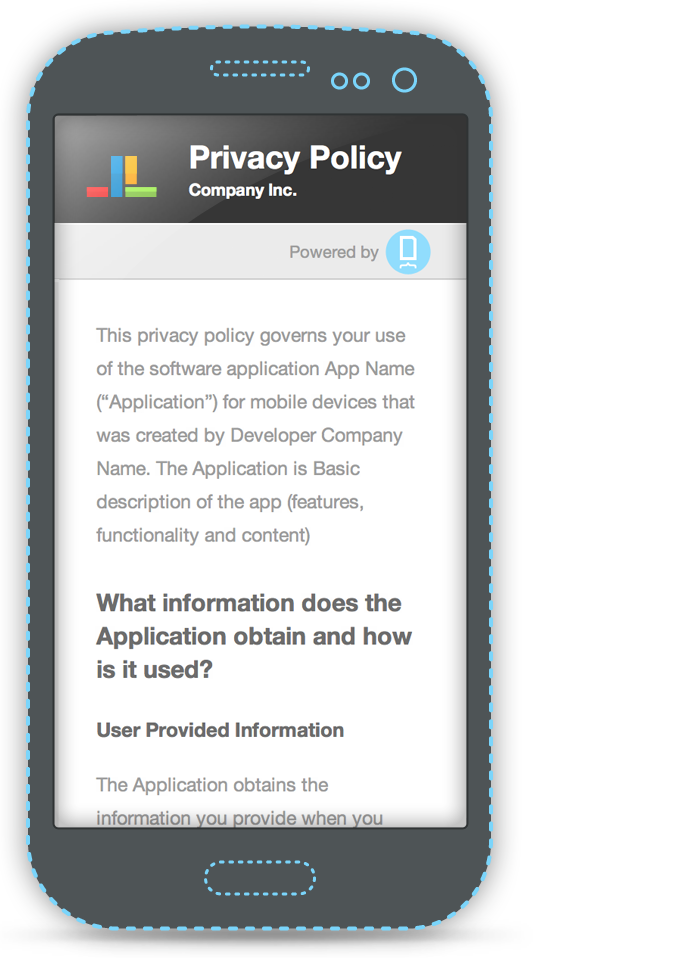 Privacy Policy
Company Inc.
Powered by
This privacy policy governs your use
of the software application App Name
(“Application”) for mobile devices that
was created by Developer Company
Name. The Application is Basic
description of the app (features,
functionality and content)
What information does the
Application obtain and how
is it used?
User Provided Information
The Application obtains the
information you provide when you